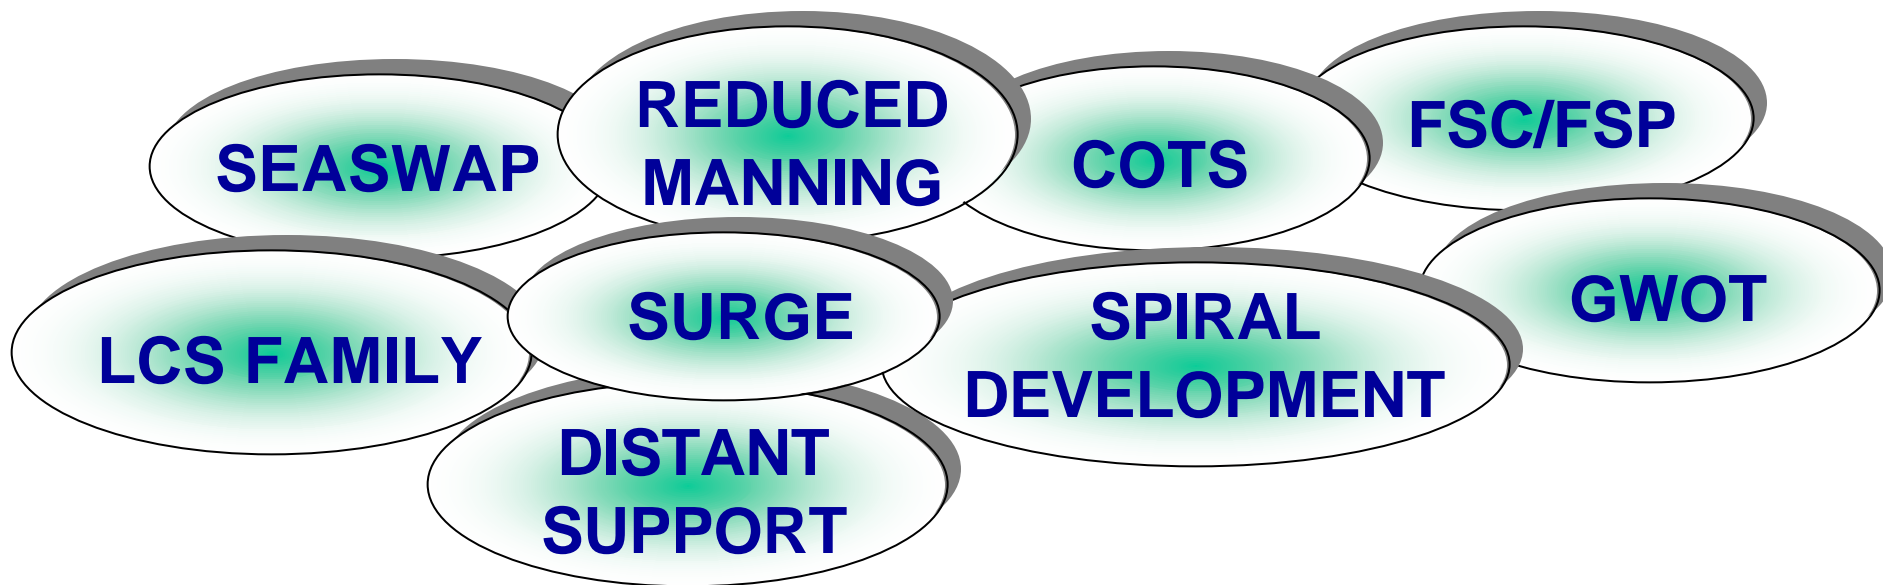 SEASWAP
REDUCED
MANNING
COTS
FSC/FSP
LCS FAMILY
SURGE
SPIRAL
DEVELOPMENT
GWOT
DISTANT
SUPPORT